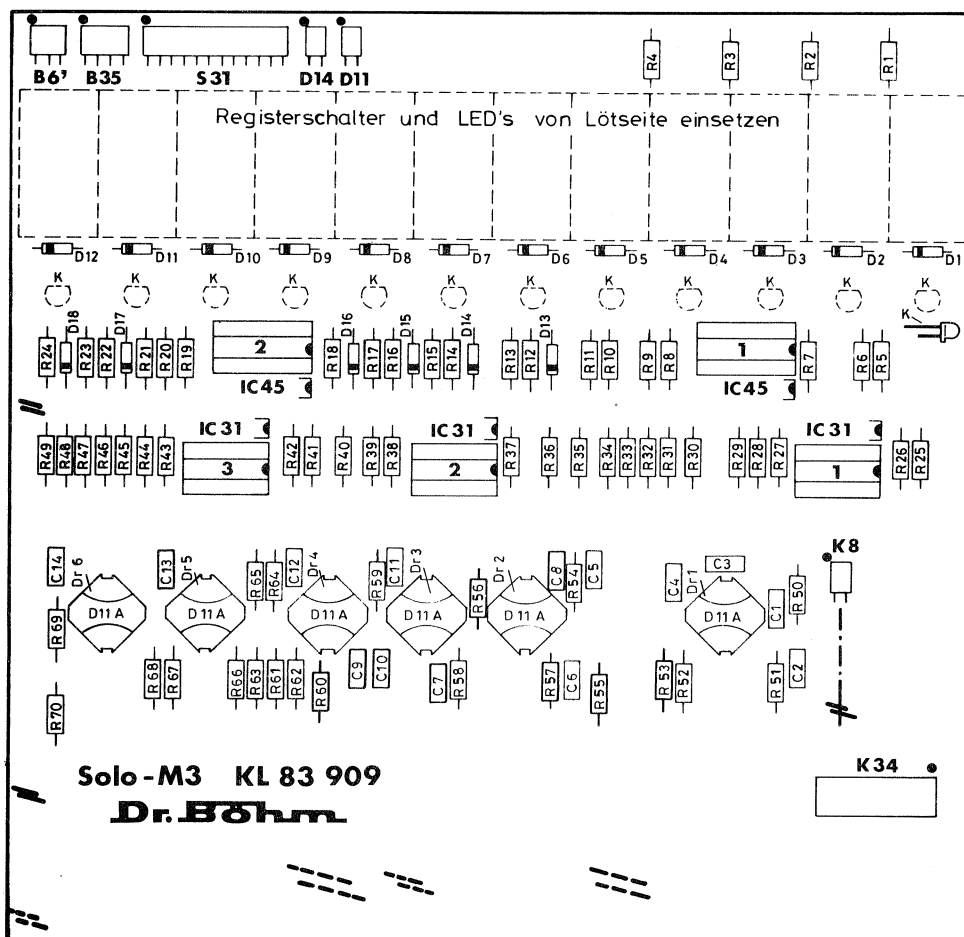 B6' B35 S31 D14 D11 R4 R3 R2 R1
Registerschalter und LED's von Lötseite einsetzen
D12 D11 D10 D9 D8 D7 D6 D5 D4 D3 D2 D1
K K K K K K K K K K K K
K
R24 D18 R23 R22 D17 R21 R20 R19 2 R18 D16 R17 R16 D15 R15 R14 D14 R13 R12 D13 R11 R10 R9 R8 1 R7 R6 R5
IC45 IC45
IC31 IC31 IC31
R49 R48 R47 R46 R45 R44 R43 3 R42 R41 R40 R39 R38 2 R37 R36 R35 R34 R33 R32 R31 R30 R29 R28 R27 1 R26 R25
K8
C14 Dr6 C13 Dr5 R65 R64 C12 Dr4 R59 C11 Dr3 R56 Dr2 C8 R54 C5 C4 Dr1 C3 C1 R50
R69 D11A D11A D11A D11A D11A D11A
R68 R67 R66 R63 R61 R62 R60 C9 C10 C7 R58 R57 C6 R55 R53 R52 R51 C2
R70
Solo-M3 KL 83 909
Dr. Böhm
K34